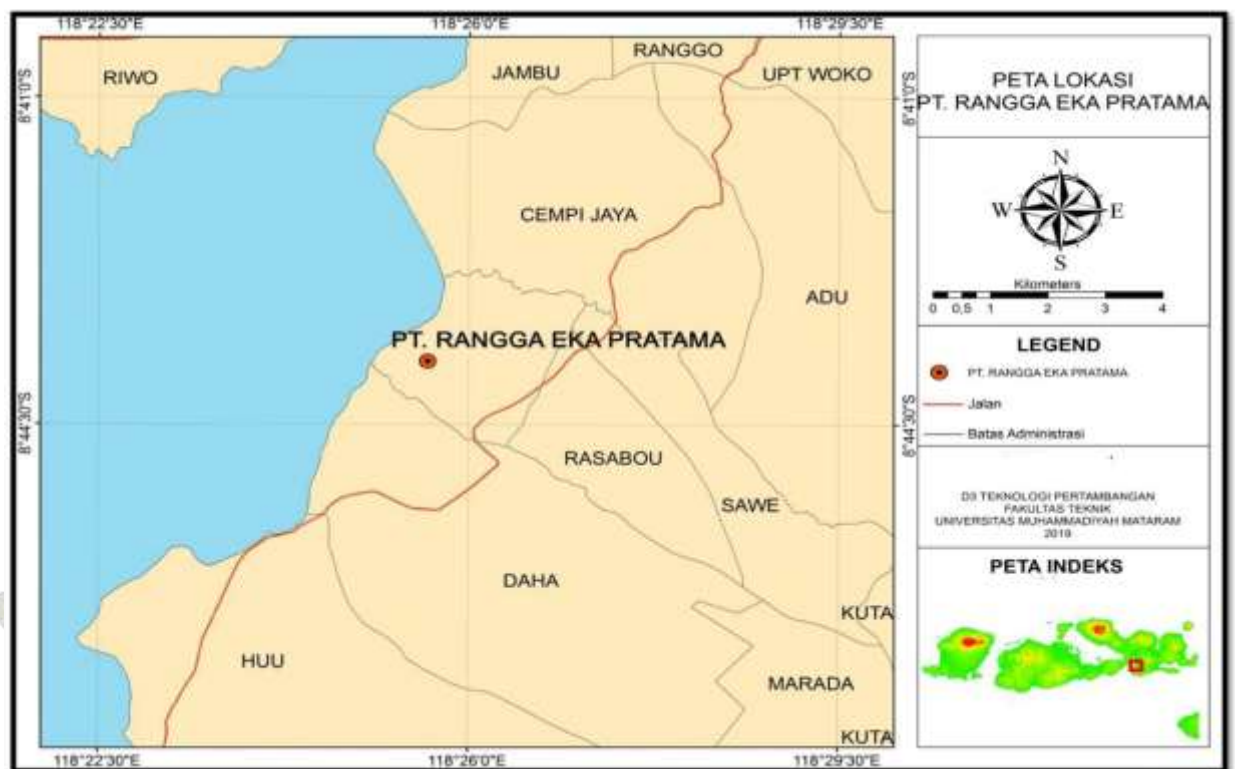 118°22'30"E
118°26'0"E
118°29'30"E
RIWO
JAMBU
RANGGO
UPT WOKO
8°41'0"S
8°41'0"S
CEMPI JAYA
ADU
PT. RANGGA EKA PRATAMA
8°44'30"S
8°44'30"S
RASABOU
SAWE
DAHA
KUTA
HUU
MARADA
KUTA
118°22'30"E
118°26'0"E
118°29'30"E
PETA LOKASI
PT. RANGGA EKA PRATAMA
N
W
E
S
Kilometers
0 0,5 1 2 3 4
LEGEND
PT. RANGGA EKA PRATAMA
Jalan
Batas Administrasi
D3 TEKNOLOGI PERTAMBANGAN
FAKULTAS TEKNIK
UNIVERSITAS MUHAMMADIYAH MATARAM
2019
PETA INDEKS